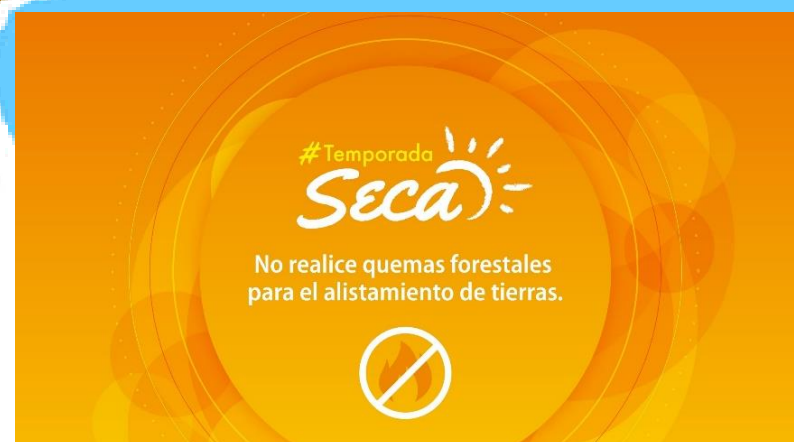 #Temporada
Seca
No realice quemas forestales
para el alistamiento de tierras.